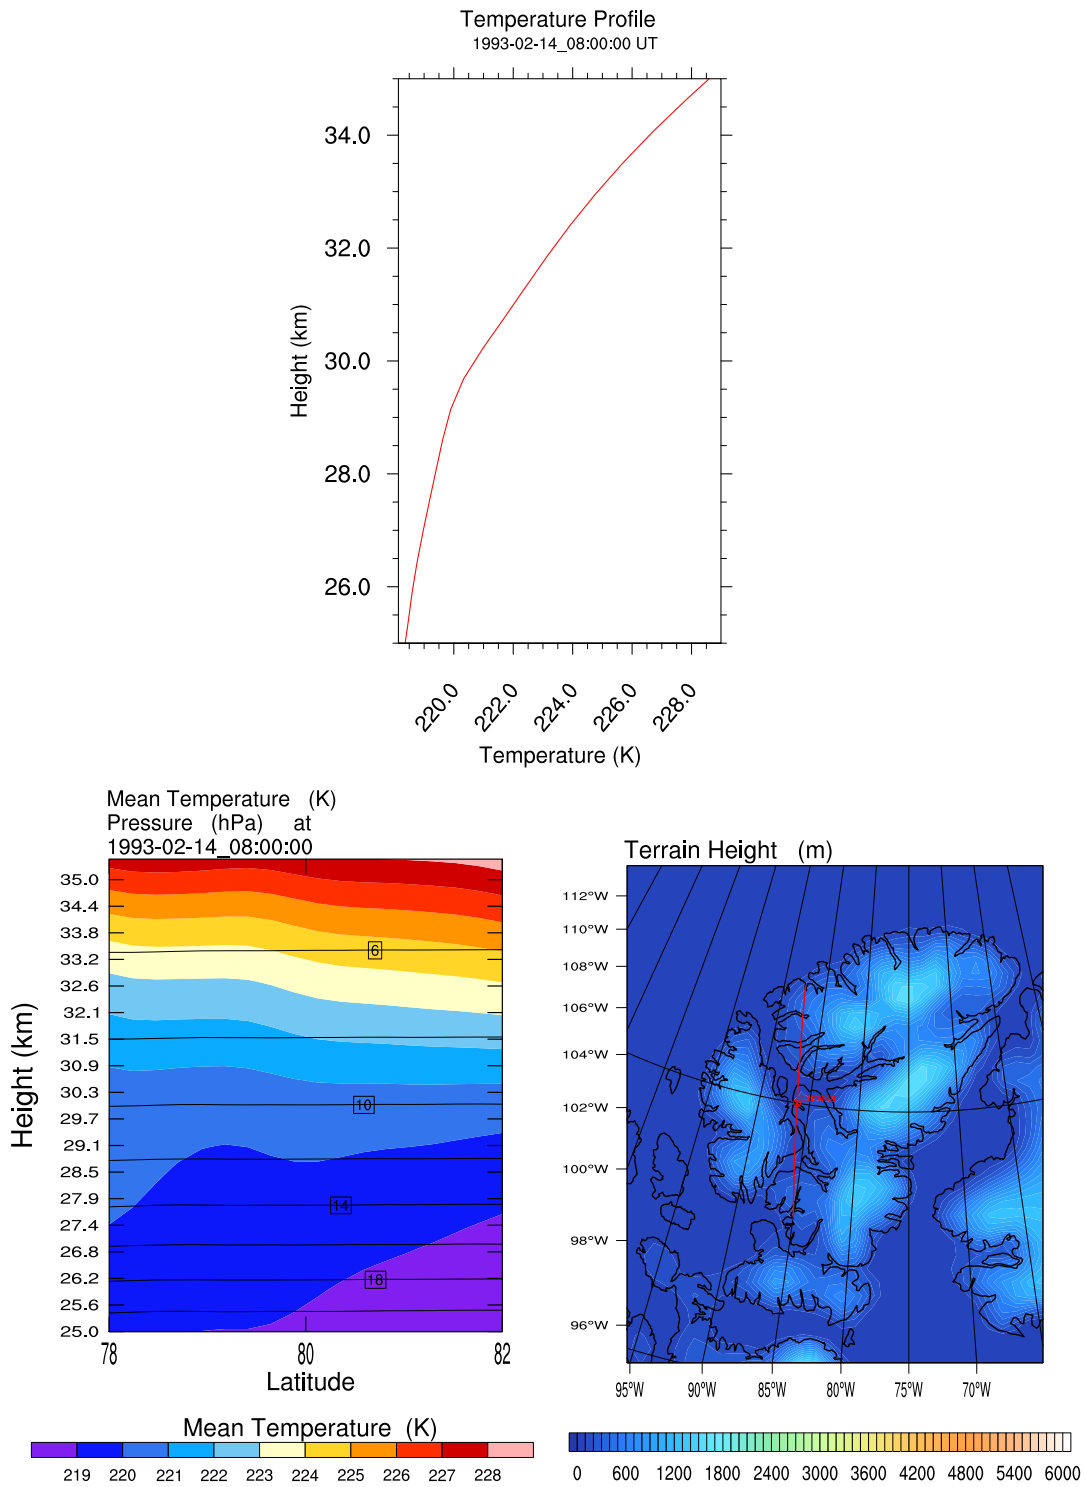 Temperature Profile
1993-02-14_08:00:00 UT
34.0
32.0
30.0
28.0
26.0
Height (km)
220.0 222.0 224.0 226.0 228.0
Temperature (K)
Mean Temperature (K)
Pressure (hPa) at
1993-02-14_08:00:00
35.0
34.4
33.8
33.2
32.6
32.1
31.5
30.9
30.3
29.7
29.1
28.5
27.9
27.4
26.8
26.2
25.6
25.0
Height (km)
6
10
14
18
78 80 82
Latitude
Mean Temperature (K)
219 220 221 222 223 224 225 226 227 228
Terrain Height (m)
112°W
110°W
108°W
106°W
104°W
102°W
100°W
98°W
96°W
95°W 90°W 85°W 80°W 75°W 70°W
0 600 1200 1800 2400 3000 3600 4200 4800 5400 6000